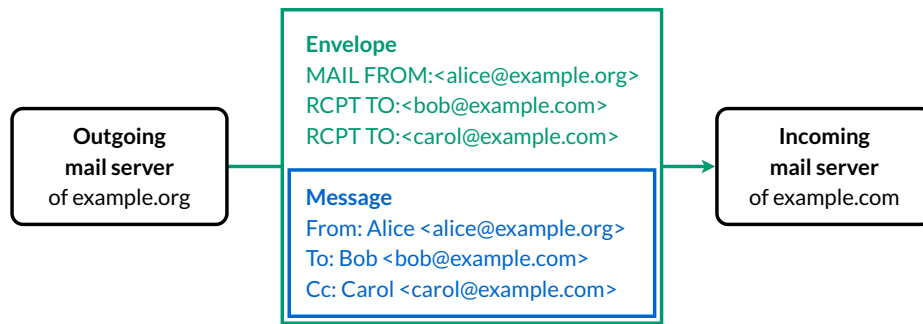 Outgoing
mail server
of example.org
Envelope
MAIL FROM:<alice@example.org>
RCPT TO:<bob@example.com>
RCPT TO:<carol@example.com>
Message
From: Alice <alice@example.org>
To: Bob <bob@example.com>
Cc: Carol <carol@example.com>
Incoming
mail server
of example.com